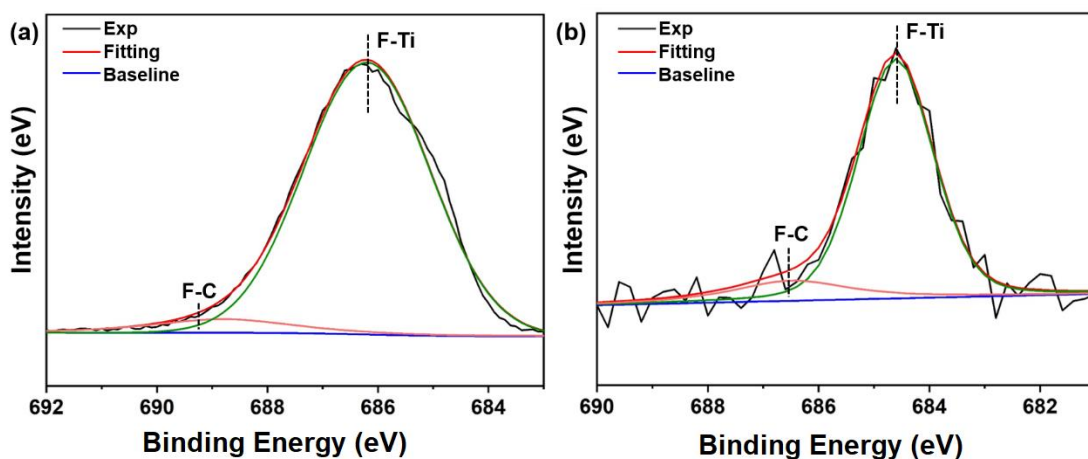 (a)
Exp
Fitting
Baseline
F-Ti
F-C
Intensity (eV)
692 690 688 686 684
Binding Energy (eV)
(b)
Exp
Fitting
Baseline
F-Ti
F-C
Intensity (eV)
690 688 686 684 682
Binding Energy (eV)